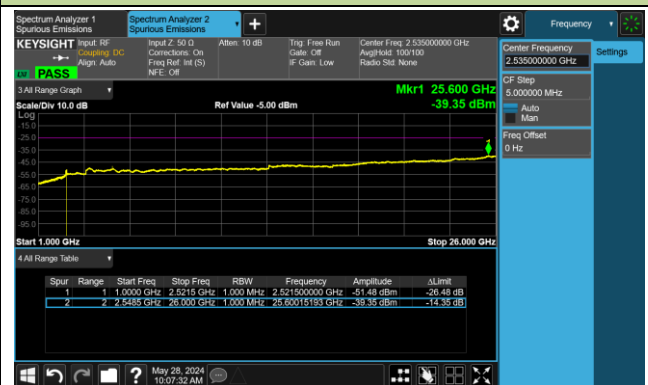 Spectrum Analyzer 1
Spurious Emissions
Spectrum Analyzer 2
Spurious Emissions
+
Frequency
KEYSIGHT
Input: RF
Coupling: DC
Align: Auto
Input Z: 50 Ω
Corrections: On
Freq Ref: Int (S)
NFE: Off
Atten: 10 dB
Trig: Free Run
Gate: Off
IF Gain: Low
Center Freq: 2.535000000 GHz
Avg|Hold: 100/100
Radio Std: None
PASS
Center Frequency
2.535000000 GHz
Settings
CF Step
5.000000 MHz
Auto
Man
Freq Offset
0 Hz
3 All Range Graph
Mkr1 25.600 GHz
-39.35 dBm
Scale/Div 10.0 dB
Ref Value -5.00 dBm
Log
-15.0
-25.0
-35.0
-45.0
-55.0
-65.0
-75.0
-85.0
-95.0
Start 1.000 GHz
Stop 26.000 GHz
4 All Range Table
Spur Range Start Freq Stop Freq RBW Frequency Amplitude ΔLimit
1 1 1.0000 GHz 2.5215 GHz 1.000 MHz 2.521500000 GHz -51.48 dBm -26.48 dB
2 2 2.5485 GHz 26.000 GHz 1.000 MHz 25.60015193 GHz -39.35 dBm -14.35 dB
?
May 28, 2024
10:07:32 AM